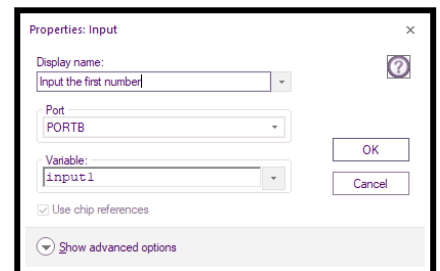 Properties: Input
Display name:
Input the first number
Port
PORTB
OK
Variable:
input1
Cancel
Use chip references
Show advanced options